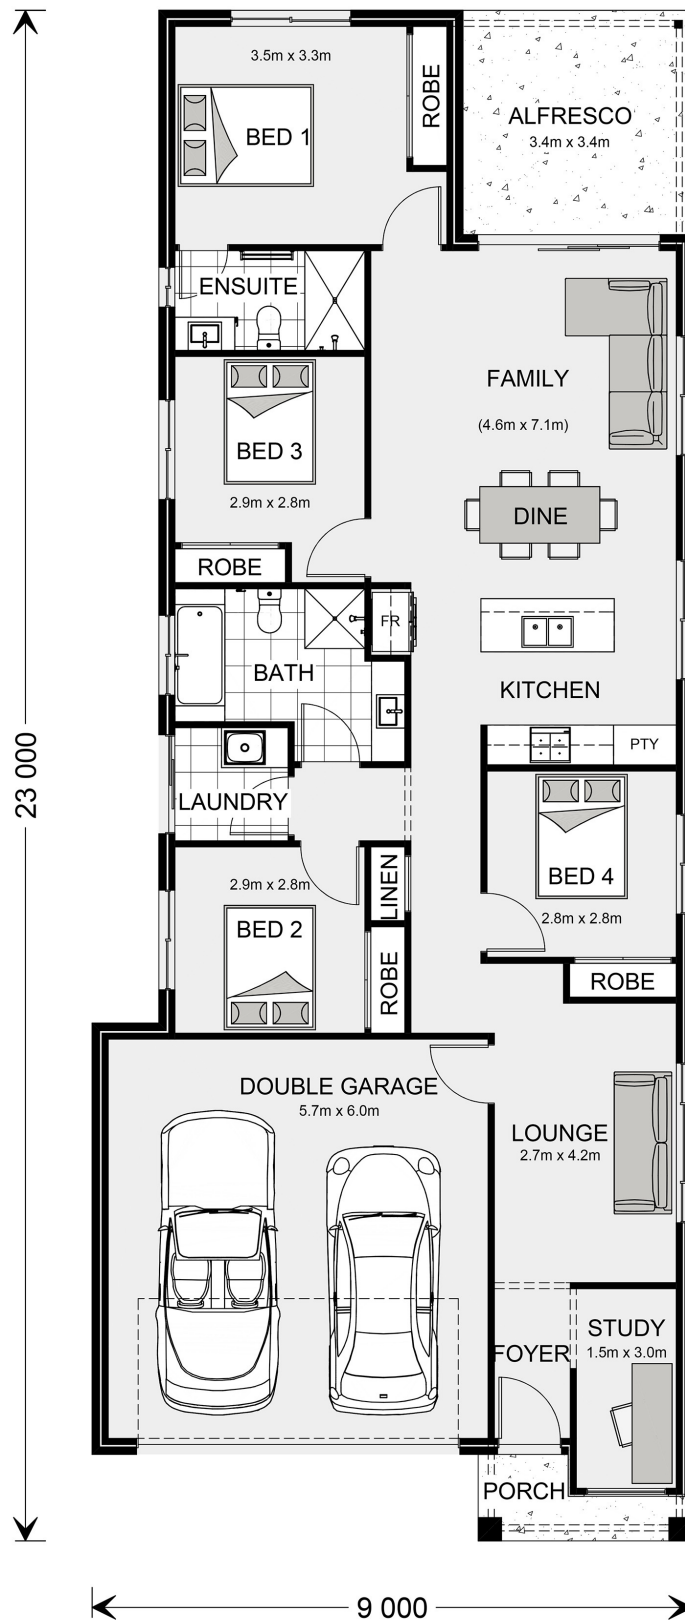 3.5m x 3.3m
BED 1
ROBE
ALFRESCO
3.4m x 3.4m
ENSUITE
FAMILY
(4.6m x 7.1m)
BED 3
2.9m x 2.8m
ROBE
DINE
FR
BATH
KITCHEN
PTY
23 000
LAUNDRY
2.9m x 2.8m
BED 2
LINEN
ROBE
BED 4
2.8m x 2.8m
ROBE
DOUBLE GARAGE
5.7m x 6.0m
LOUNGE
2.7m x 4.2m
STUDY
1.5m x 3.0m
FOYER
PORCH
9 000